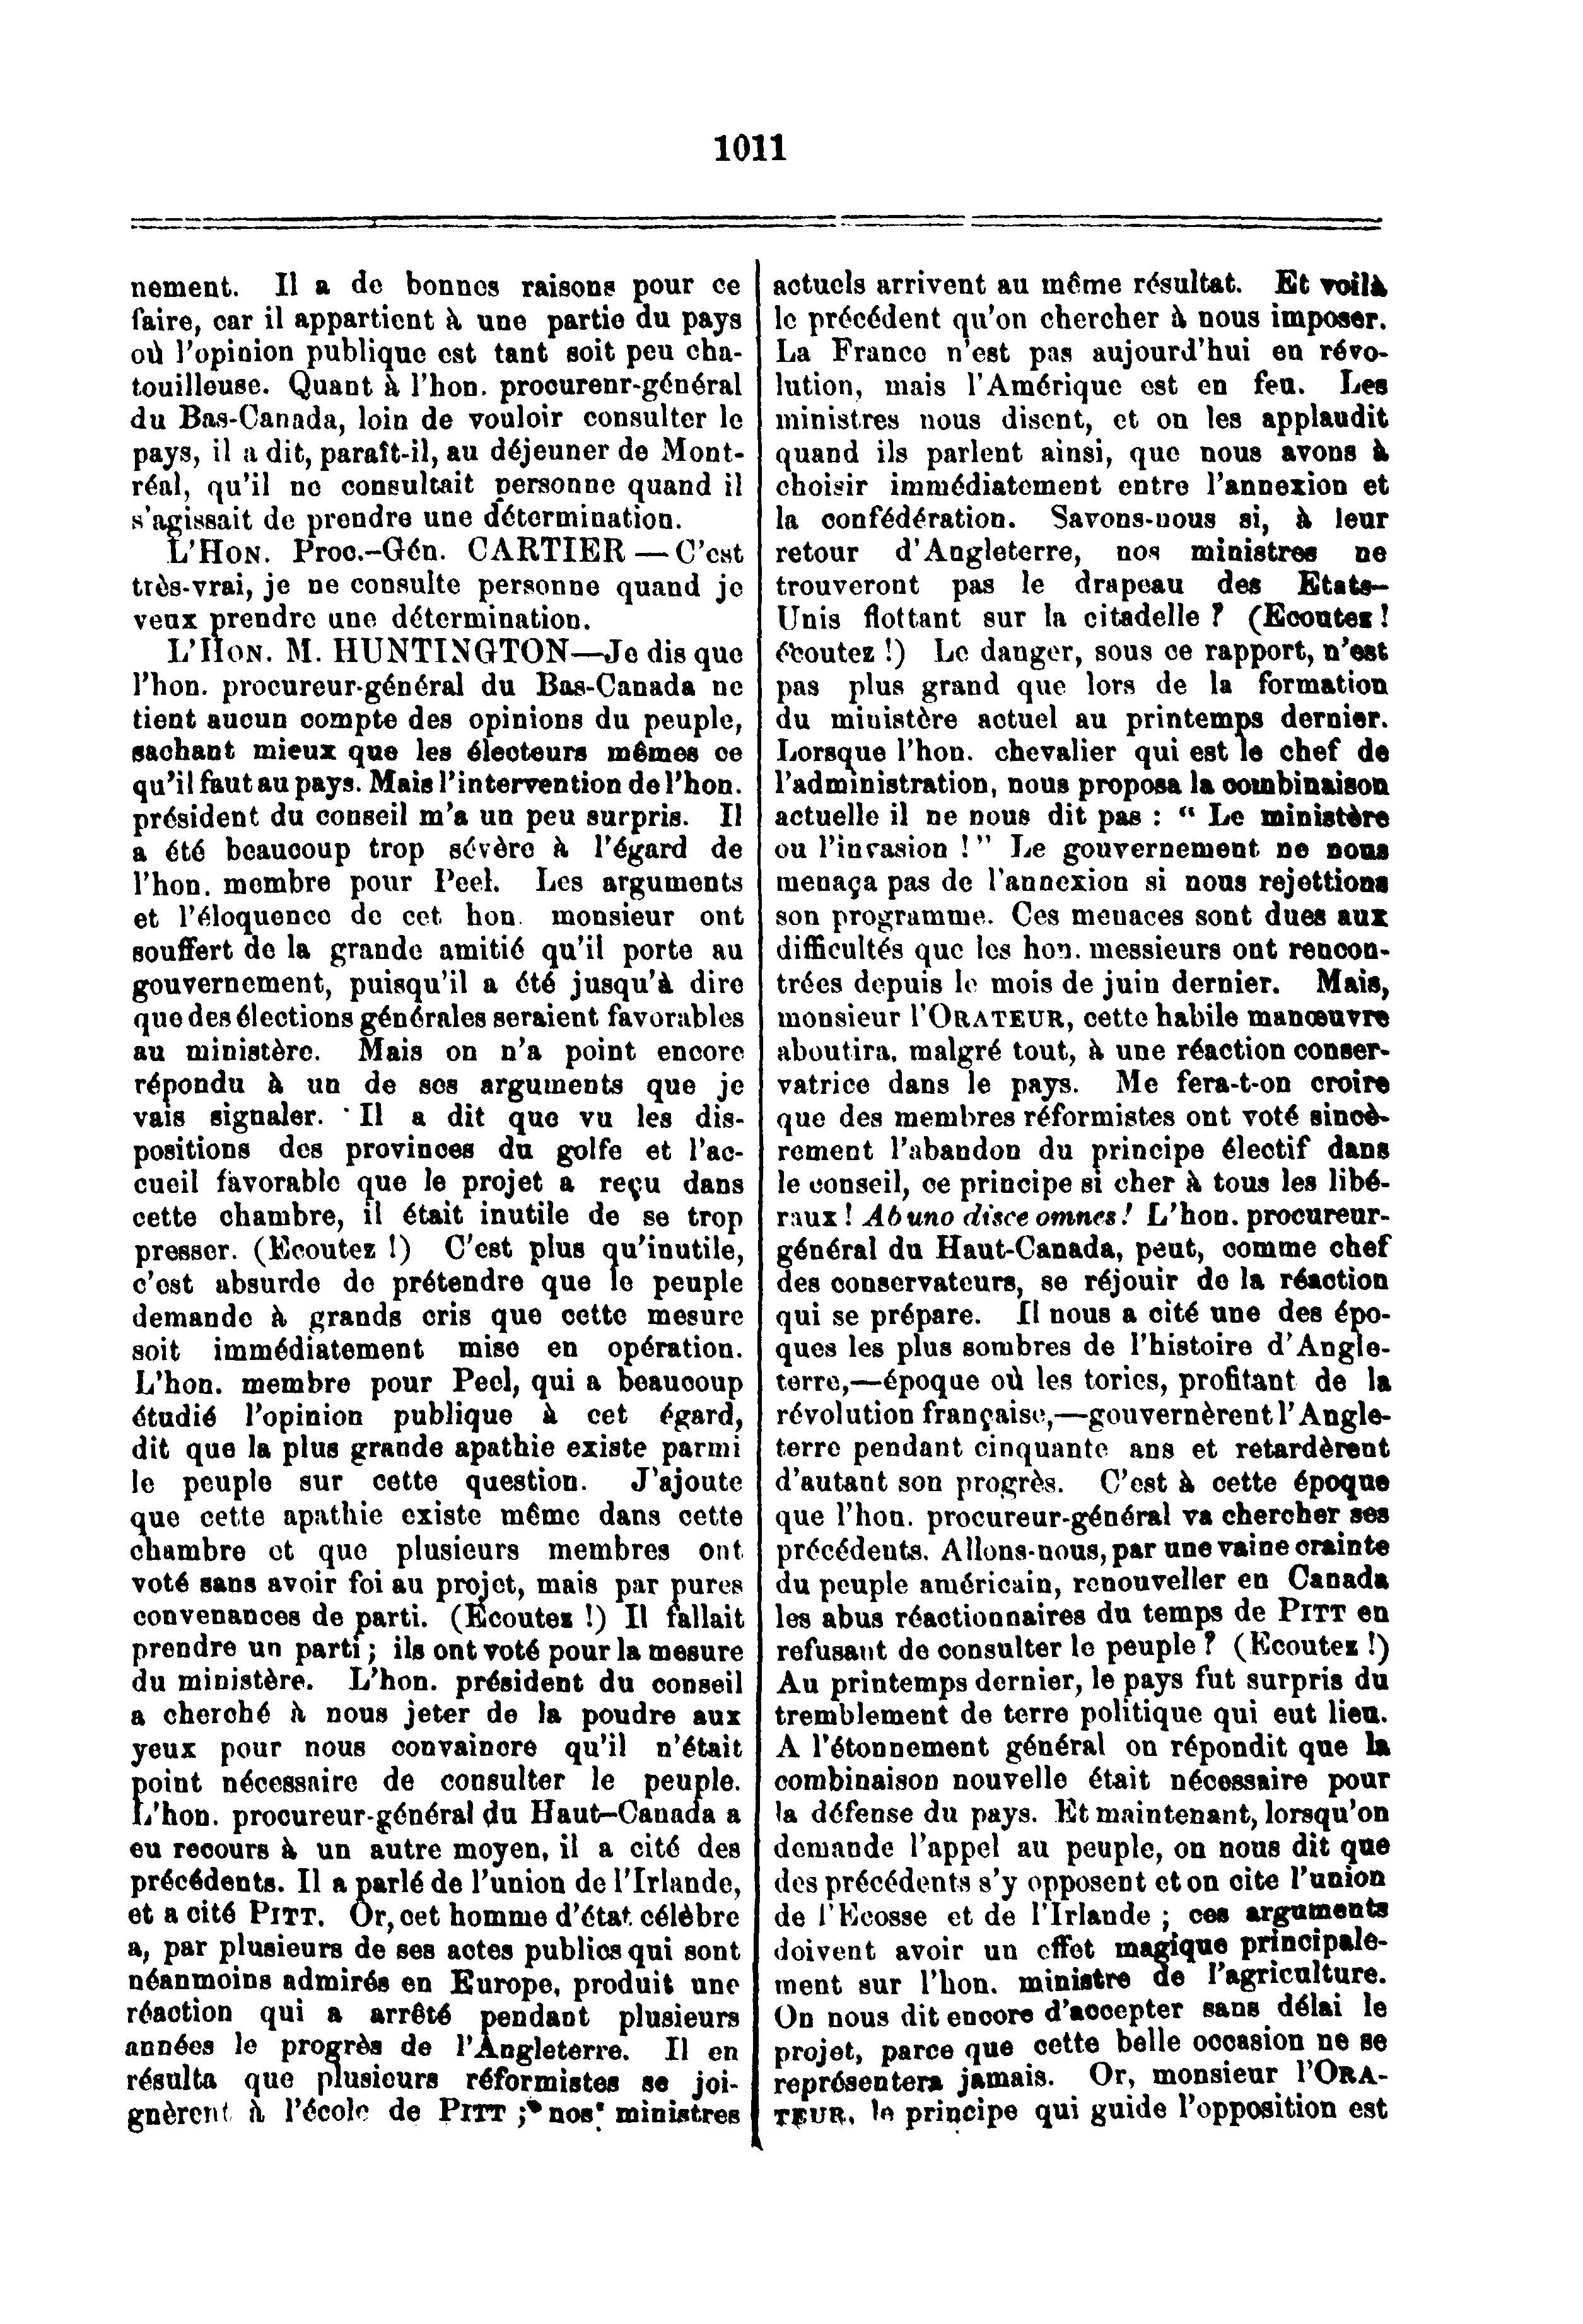 1011
nement. Il a de bonnes raisons pour ce
faire, car il appartient à une partie du pays
où l'opinion publique est tant soit peu cha-
touilleuse. Quant à l'hon. procurenr-général
du Bas-Canada, loin de vouloir consulter le
pays, il a dit, paraît-il, au déjeuner de Mont-
réal, qu'il ne consultait personne quand il
s'agissait de prendre une détermination.
L'HON. Proc.-Gén. CARTIER — C'est
très-vrai, je ne consulte personne quand je
veux prendre une détermination.
L'HON. M. HUNTINGTON—Je dis que
l'hon. procureur-général du Bas-Canada ne
tient aucun compte des opinions du peuple,
sachant mieux que les électeurs mêmes ce
qu'il faut au pays. Mais l'intervention de l'hon.
président du conseil m'a un peu surpris. Il
a été beaucoup trop sévère à l'égard de
l'hon. membre pour Peel. Les arguments
et l'éloquence de cet hon. monsieur ont
souffert de la grande amitié qu'il porte au
gouvernement, puisqu'il a été jusqu'à dire
que des élections générales seraient favorables
au ministère. Mais on n'a point encore
répondu à un de ses arguments que je
vais signaler. Il a dit que vu les dis-
positions des provinces du golfe et l'ac-
cueil favorable que le projet a reçu dans
cette chambre, il était inutile de se trop
presser. (Ecoutez !) C'est plus qu'inutile,
c'est absurde de prétendre que le peuple
demande à grands cris que cette mesure
soit immédiatement mise en opération.
L'hon. membre pour Peel, qui a beaucoup
étudié l'opinion publique à cet égard,
dit que la plus grande apathie existe parmi
le peuple sur cette question. J'ajoute
que cette apathie existe même dans cette
chambre et que plusieurs membres ont
voté sans avoir foi au projet, mais par pures
convenances de parti. (Ecoutez !) Il fallait
prendre un parti ; ils ont voté pour la mesure
du ministère. L'hon. président du conseil
a cherché à nous jeter de la poudre aux
yeux pour nous convaincre qu'il n'était
point nécessaire de consulter le peuple.
L'hon. procureur-général du Haut-Canada a
eu recours à un autre moyen, il a cité des
précédents. Il a parlé de l'union de l'Irlande,
et a cité PITT. Or, cet homme d'état célèbre
a, par plusieurs de ses actes publics qui sont
néanmoins admirés en Europe, produit une
réaction qui a arrêté pendant plusieurs
années le progrès de l'Angleterre. Il en
résulta que plusieurs réformistes se joi-
gnèrent à l'école de PITT ; nos ministres
actuels arrivent au même résultat. Et voilà
le précédent qu'on chercher à nous imposer.
La France n'est pas aujourd'hui en révo-
lution, mais l'Amérique est en feu. Les
ministres nous disent, et on les applaudit
quand ils parlent ainsi, que nous avons à
choisir immédiatement entre l'annexion et
la confédération. Savons-nous si, à leur
retour d'Angleterre, nos ministres ne
trouveront pas le drapeau des Etats-
Unis flottant sur la citadelle ? (Ecoutez !
écoutez !) Le danger, sous ce rapport, n'est
pas plus grand que lors de la formation
du ministère actuel au printemps dernier.
Lorsque l'hon. chevalier qui est le chef de
l'administration, nous proposa la combinaison
actuelle il ne nous dit pas : " Le ministère
ou l'invasion ! " Le gouvernement ne nous
menaça pas de l'annexion si nous rejettions
son programme. Ces menaces sont dues aux
difficultés que les hon. messieurs ont rencon-
trées depuis le mois de juin dernier. Mais,
monsieur l'ORATEUR, cette habile manœuvre
aboutira, malgré tout, à une réaction conser-
vatrice dans le pays. Me fera-t-on croire
que des membres réformistes ont voté sincè-
rement l'abandon du principe électif dans
le conseil, ce principe si cher à tous les libé-
raux ! Ab uno disce omnes ! L'hon. procureur-
général du Haut-Canada, peut, comme chef
des conservateurs, se réjouir de la réaction
qui se prépare. Il nous a cité une des épo-
ques les plus sombres de l'histoire d'Angle-
terre,—époque où les tories, profitant de la
révolution française,—gouvernèrent l'Angle-
terre pendant cinquante ans et retardèrent
d'autant son progrès. C'est à cette époque
que l'hon. procureur-général va chercher ses
précédents. Allons-nous, par une vaine crainte
du peuple américain, renouveller en Canada
les abus réactionnaires du temps de PITT en
refusant de consulter le peuple ? (Ecoutez !)
Au printemps dernier, le pays fut surpris du
tremblement de terre politique qui eut lieu.
A l'étonnement général on répondit que la
combinaison nouvelle était nécessaire pour
la défense du pays. Et maintenant, lorsqu'on
demande l'appel au peuple, on nous dit que
des précédents s'y opposent et on cite l'union
de l'Ecosse et de l'Irlande ; ces arguments
doivent avoir un effet magique principale-
ment sur l'hon. ministre de l'agriculture.
On nous dit encore d'accepter sans délai le
projet, parce que cette belle occasion ne se
représentera jamais. Or, monsieur l'ORA-
TEUR, le principe qui guide l'opposition est